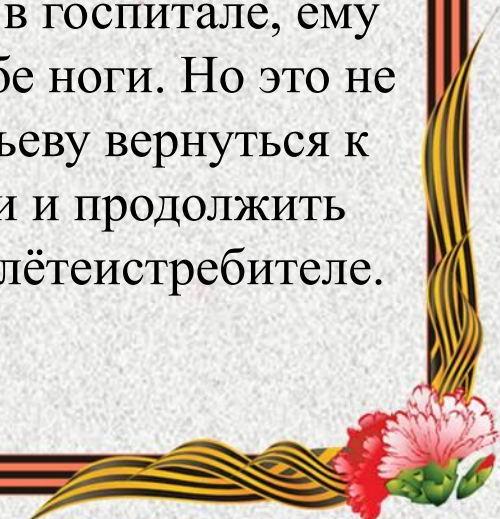 в госпитале, ему
бе ноги. Но это не
ьеву вернуться к
и и продолжить
лётеистребителе.